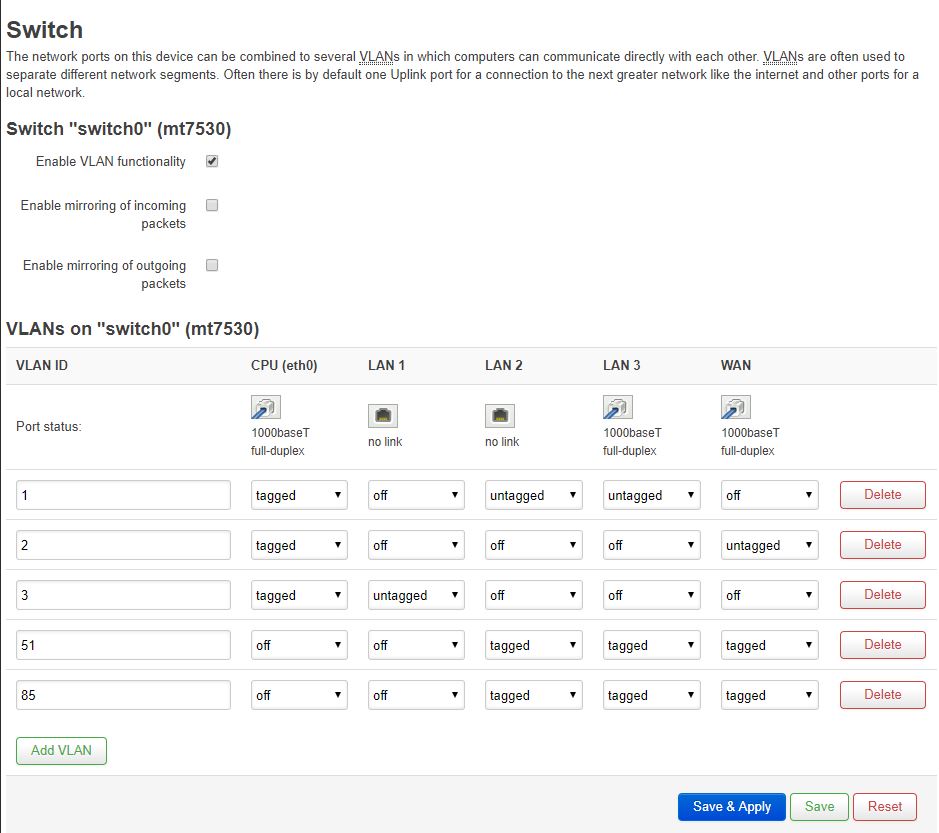 Switch
The network ports on this device can be combined to several VLANs in which computers can communicate directly with each other. VLANs are often used to
separate different network segments. Often there is by default one Uplink port for a connection to the next greater network like the internet and other ports for a
local network.
Switch "switch0" (mt7530)
Enable VLAN functionality
Enable mirroring of incoming
packets
Enable mirroring of outgoing
packets
VLANs on "switch0" (mt7530)
VLAN ID CPU (eth0) LAN 1 LAN 2 LAN 3 WAN
Port status: 1000baseT no link no link 1000baseT 1000baseT
full-duplex full-duplex full-duplex
1 tagged off untagged untagged off Delete
2 tagged off off off untagged Delete
3 tagged untagged off off off Delete
51 off off tagged tagged tagged Delete
85 off off tagged tagged tagged Delete
Add VLAN
Save & Apply Save Reset